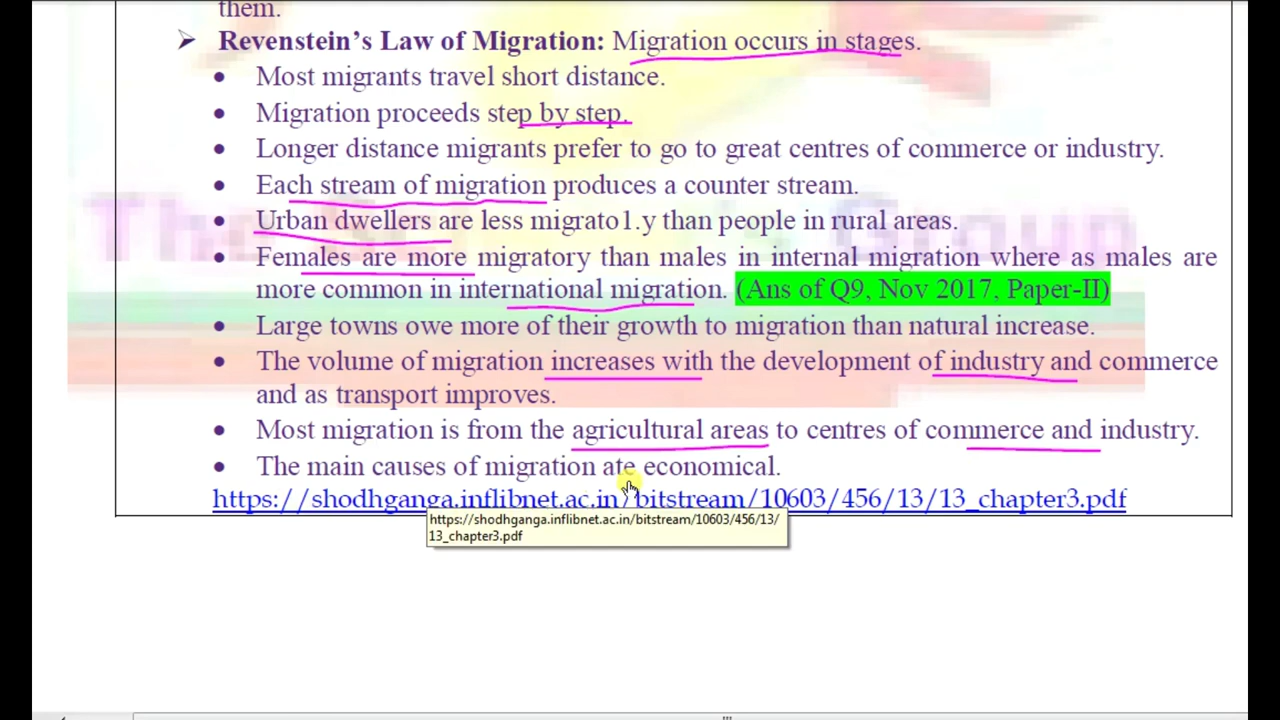 them.
➢ Revenstein's Law of Migration: Migration occurs in stages.
• Most migrants travel short distance.
• Migration proceeds step by step.
• Longer distance migrants prefer to go to great centres of commerce or industry.
• Each stream of migration produces a counter stream.
• Urban dwellers are less migrato1.y than people in rural areas.
• Females are more migratory than males in internal migration where as males are
more common in international migration. (Ans of Q9, Nov 2017, Paper-II)
• Large towns owe more of their growth to migration than natural increase.
• The volume of migration increases with the development of industry and commerce
and as transport improves.
• Most migration is from the agricultural areas to centres of commerce and industry.
• The main causes of migration ate economical.
https://shodhganga.inflibnet.ac.in/bitstream/10603/456/13/13_chapter3.pdf
https://shodhganga.inflibnet.ac.in/bitstream/10603/456/13/
13_chapter3.pdf